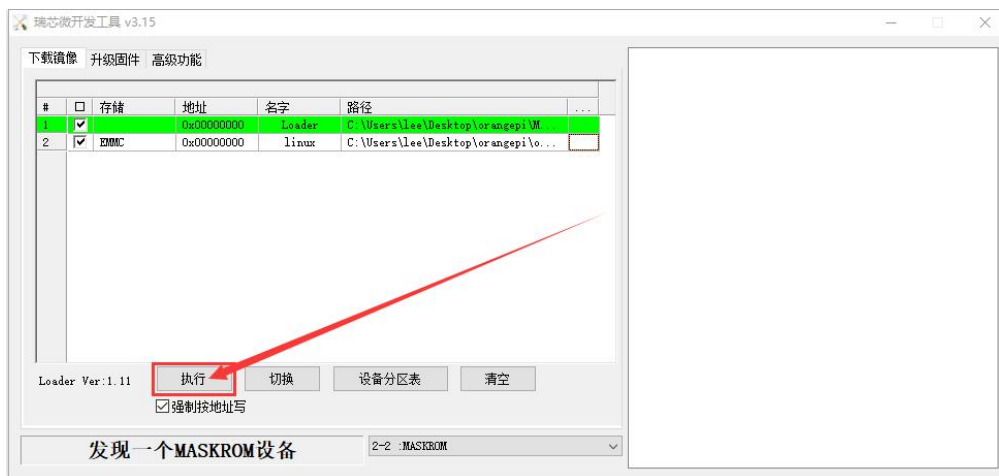 瑞芯微开发工具 v3.15
下载镜像 升级固件 高级功能
# 存储 地址 名字 路径 ...
1 0x00000000 Loader C:\Users\lee\Desktop\orangepi\M...
2 EMMC 0x00000000 linux C:\Users\lee\Desktop\orangepi\o...
Loader Ver:1.11 执行 切换 设备分区表 清空
强制按地址写
发现一个MASKROM设备 2-2 :MASKROM